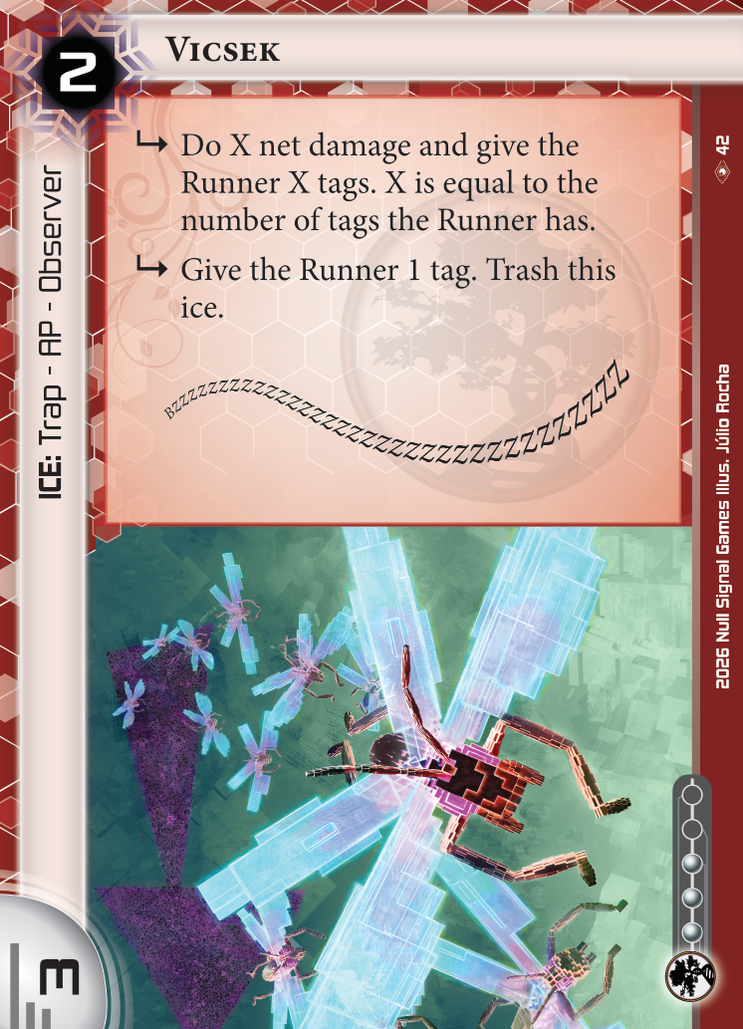 2
Vicsek
↳ Do X net damage and give the
Runner X tags. X is equal to the
number of tags the Runner has.
↳ Give the Runner 1 tag. Trash this
ice.
Bzzzzzzzzzzzzzzzzzzzzzzzzzzzzzzzzzzzzzzzz
ICE: Trap - AP - Observer
3
42
2026 Null Signal Games Illus. Júlio Rocha